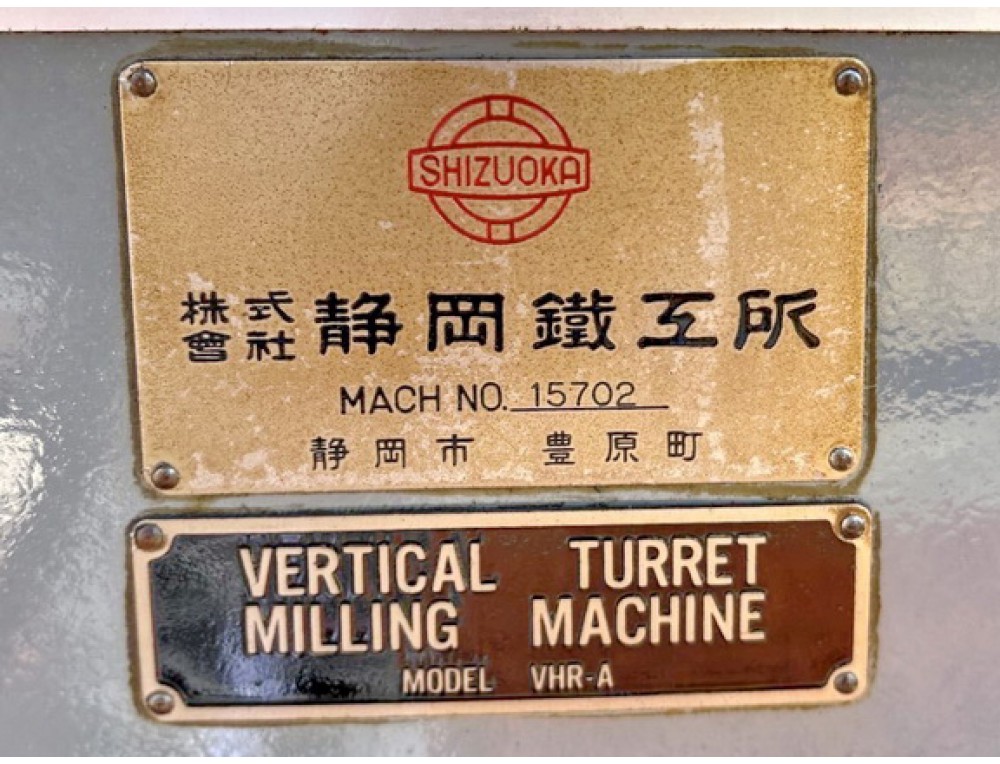 SHIZUOKA
株式會社 静岡鐵工所
MACH NO. 15702
静岡市 豊原町
VERTICAL TURRET
MILLING MACHINE
MODEL VHR-A